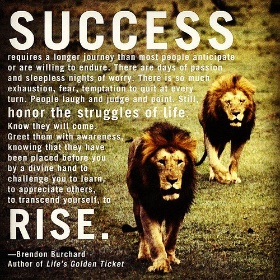 SUCCESS
requires a longer journey than most people anticipate
or are willing to endure. There are days of passion
and sleepless nights of worry. There is so much
exhaustion, fear, temptation to quit at every
turn. People laugh and judge and point. Still,
honor the struggles of life.
Know they will come.
Greet them with awareness,
knowing that they have
been placed before you
by a divine hand to
challenge you to learn,
to appreciate others,
to transcend yourself, to
RISE.
—Brendon Burchard
Author of Life's Golden Ticket